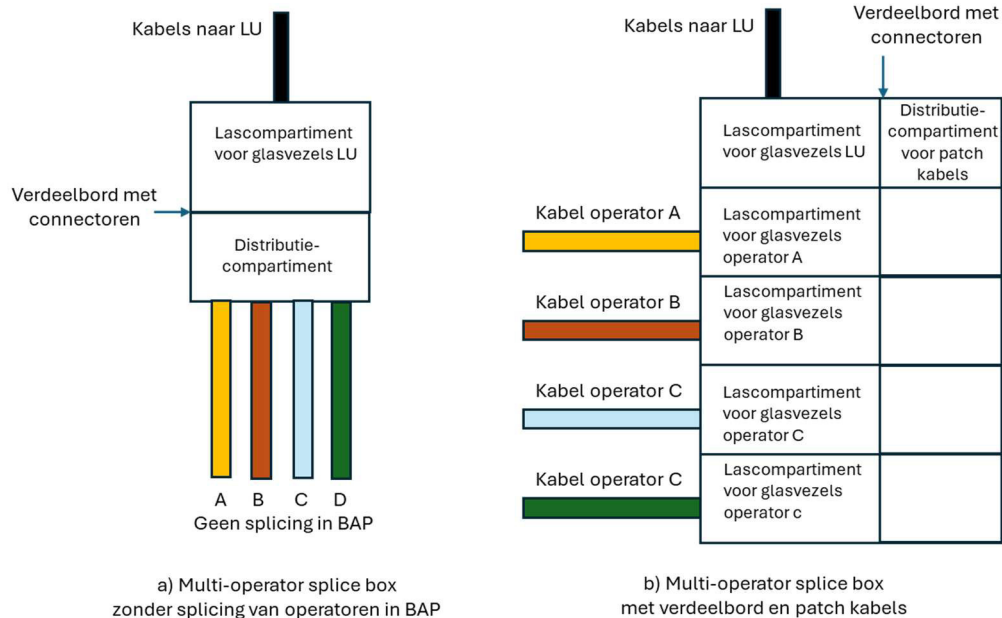 Kabels naar LU
Lascompartiment
voor glasvezels LU
Verdeelbord met
connectoren
Distributie-
compartiment
A B C D
Geen splicing in BAP
a) Multi-operator splice box
zonder splicing van operatoren in BAP
Kabels naar LU
Verdeelbord met
connectoren
Lascompartiment
voor glasvezels LU
Distributie-
compartiment
voor patch
kabels
Kabel operator A
Lascompartiment
voor glasvezels
operator A
Kabel operator B
Lascompartiment
voor glasvezels
operator B
Kabel operator C
Lascompartiment
voor glasvezels
operator C
Kabel operator C
Lascompartiment
voor glasvezels
operator c
b) Multi-operator splice box
met verdeelbord en patch kabels